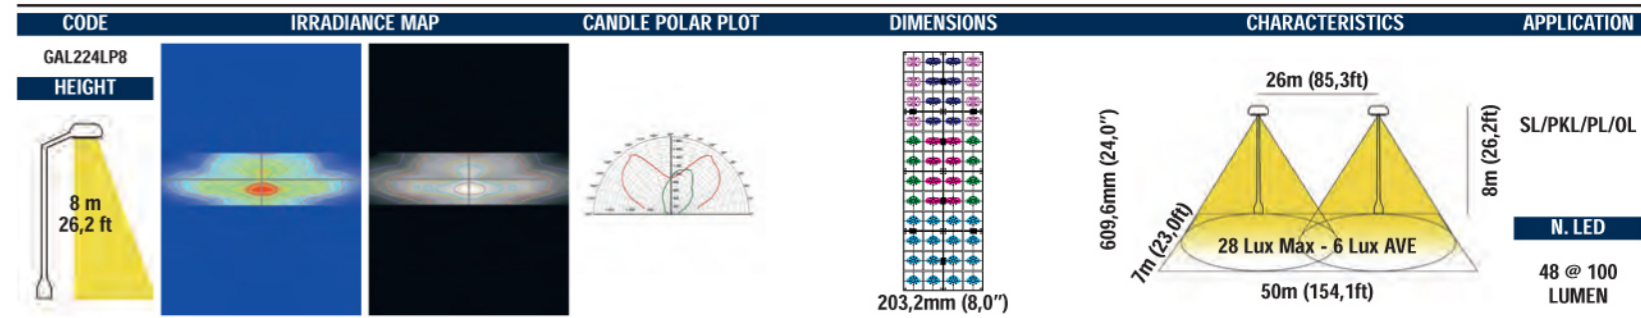 CODE
IRRADIANCE MAP
CANDLE POLAR PLOT
DIMENSIONS
CHARACTERISTICS
APPLICATION
GAL224LP8
HEIGHT
8 m
26,2 ft
609,6mm (24,0")
203,2mm (8,0")
26m (85,3ft)
8m (26,2ft)
7m (23,0ft)
28 Lux Max - 6 Lux AVE
50m (154,1ft)
SL/PKL/PL/OL
N. LED
48 @ 100
LUMEN